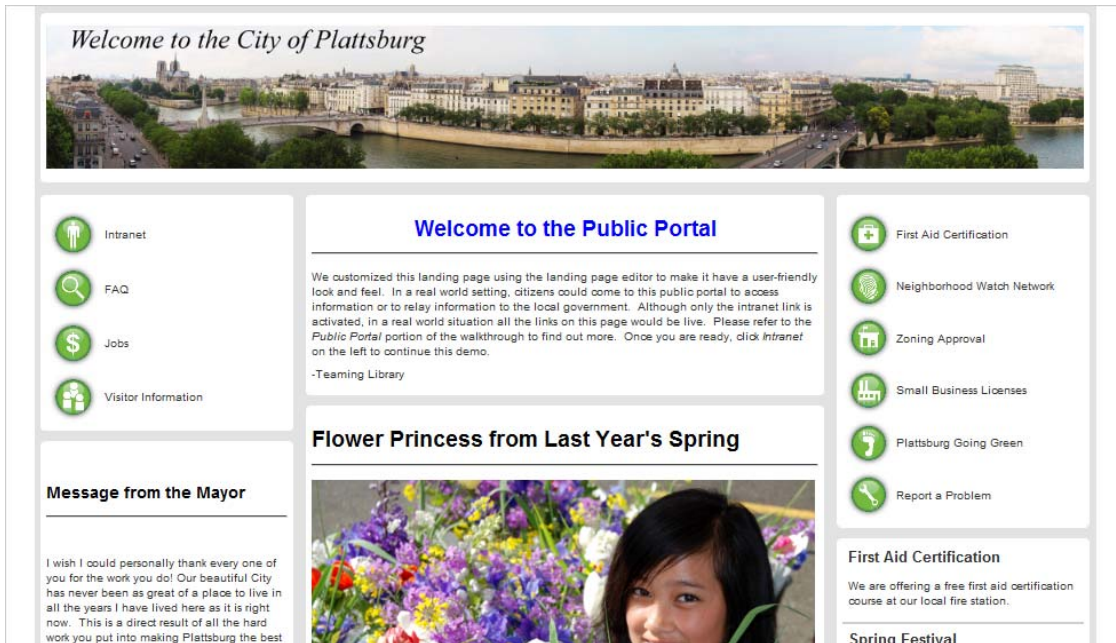 Welcome to the City of Plattsburg
Intranet
FAQ
Jobs
Visitor Information
Message from the Mayor
I wish I could personally thank every one of
you for the work you do! Our beautiful City
has never been as great of a place to live in
all the years I have lived here as it is right
now.  This is a direct result of all the hard
work you put into making Plattsburg the best
Welcome to the Public Portal
We customized this landing page using the landing page editor to make it have a user-friendly
look and feel.  In a real world setting, citizens could come to this public portal to access
information or to relay information to the local government.  Although only the intranet link is
activated, in a real world situation all the links on this page would be live.  Please refer to the
Public Portal portion of the walkthrough to find out more.  Once you are ready, click Intranet
on the left to continue this demo.
-Teaming Library
Flower Princess from Last Year's Spring
First Aid Certification
Neighborhood Watch Network
Zoning Approval
Small Business Licenses
Plattsburg Going Green
Report a Problem
First Aid Certification
We are offering a free first aid certification
course at our local fire station.
Spring Festival